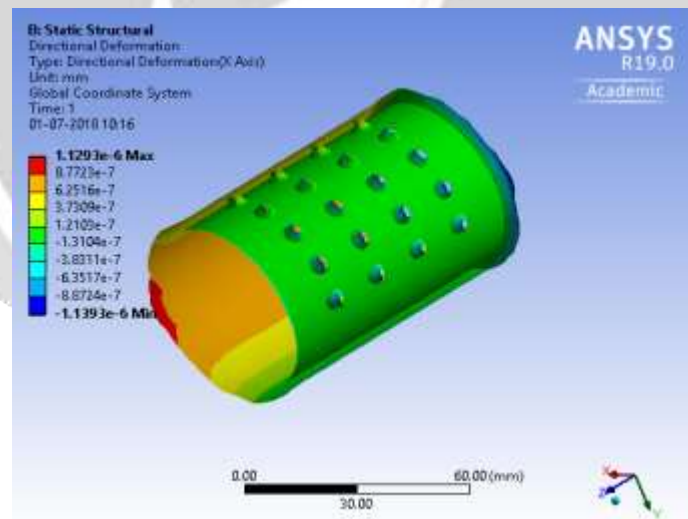 B: Static Structural
Directional Deformation
Type: Directional Deformation(X Axis)
Unit: mm
Global Coordinate System
Time: 1
01-07-2018 10:16
1.1293e-6 Max
8.7723e-7
6.2516e-7
3.7309e-7
1.2103e-7
-1.3104e-7
-3.8311e-7
-6.3517e-7
-8.8724e-7
-1.1393e-6 Min
ANSYS
R19.0
Academic
0.00
60.00 (mm)
30.00
X
Z
Y